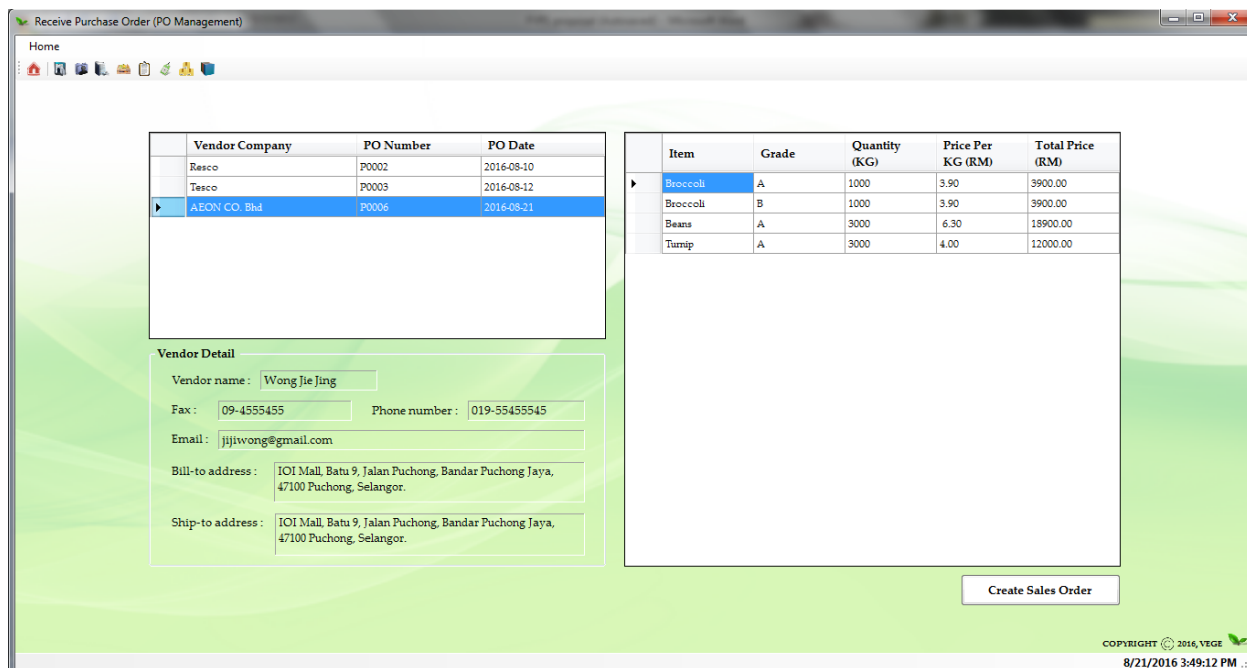 Receive Purchase Order (PO Management)
Home
Vendor Company PO Number PO Date
Resco P0002 2016-08-10
Tesco P0003 2016-08-12
AEON CO. Bhd P0006 2016-08-21
Item Grade Quantity (KG) Price Per KG (RM) Total Price (RM)
Broccoli A 1000 3.90 3900.00
Broccoli B 1000 3.90 3900.00
Beans A 3000 6.30 18900.00
Turnip A 3000 4.00 12000.00
Vendor Detail
Vendor name : Wong Jie Jing
Fax : 09-4555455 Phone number : 019-55455545
Email : jijiwong@gmail.com
Bill-to address : IOI Mall, Batu 9, Jalan Puchong, Bandar Puchong Jaya,
47100 Puchong, Selangor.
Ship-to address : IOI Mall, Batu 9, Jalan Puchong, Bandar Puchong Jaya,
47100 Puchong, Selangor.
Create Sales Order
COPYRIGHT © 2016, VEGE
8/21/2016 3:49:12 PM